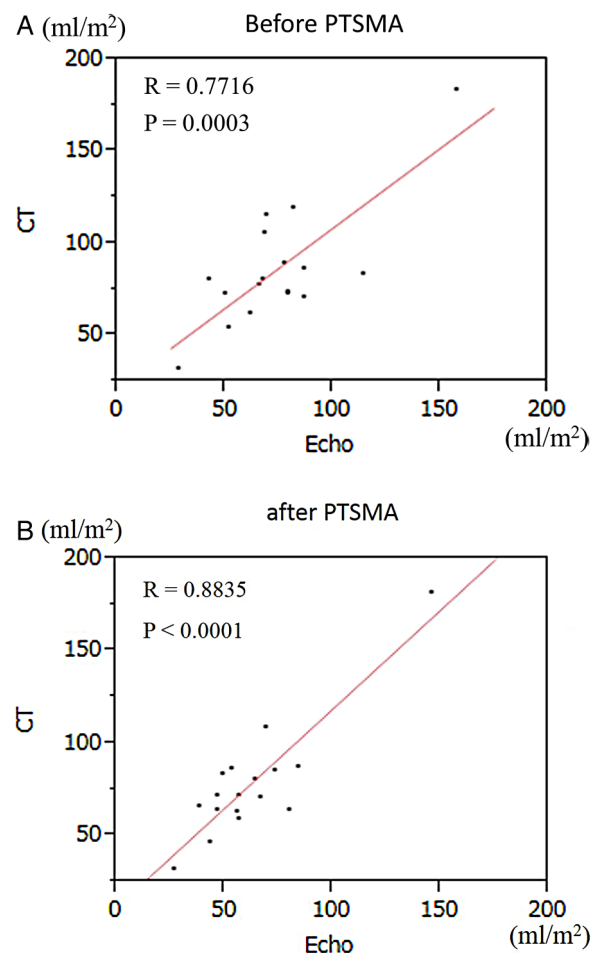 A (ml/m²) Before PTSMA
R = 0.7716
P = 0.0003
200
150
100
50
CT
0 50 100 150 200
Echo (ml/m²)
B (ml/m²) after PTSMA
R = 0.8835
P < 0.0001
200
150
100
50
CT
0 50 100 150 200
Echo (ml/m²)